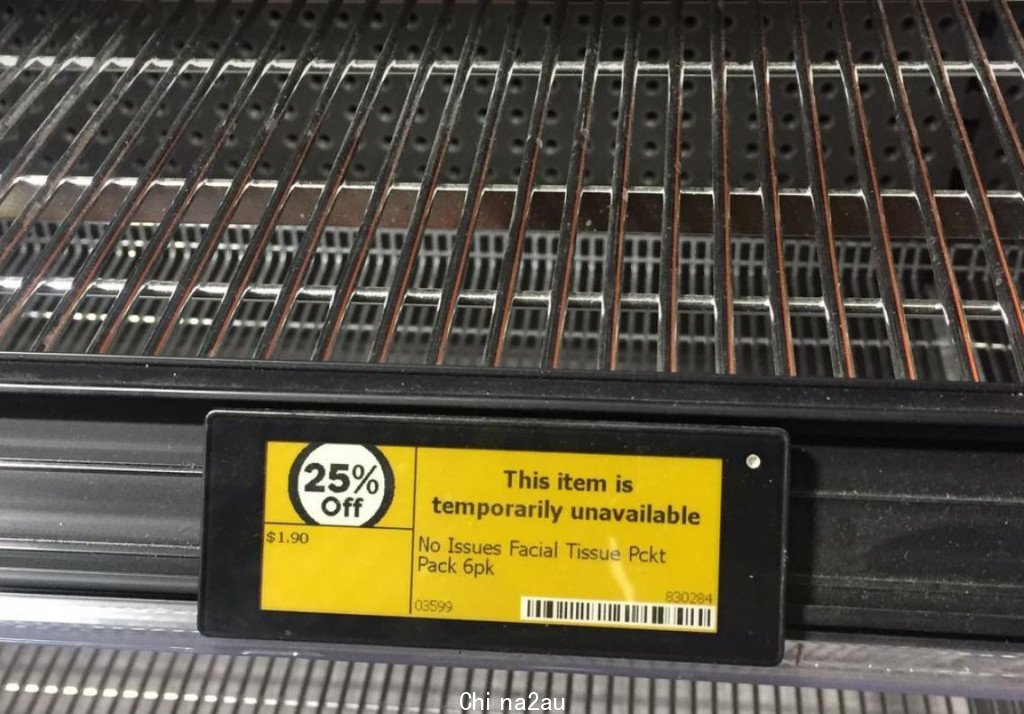 25%
Off
$1.90
This item is
temporarily unavailable
No Issues Facial Tissue Pckt
Pack 6pk
03599
830284
Chi na2au